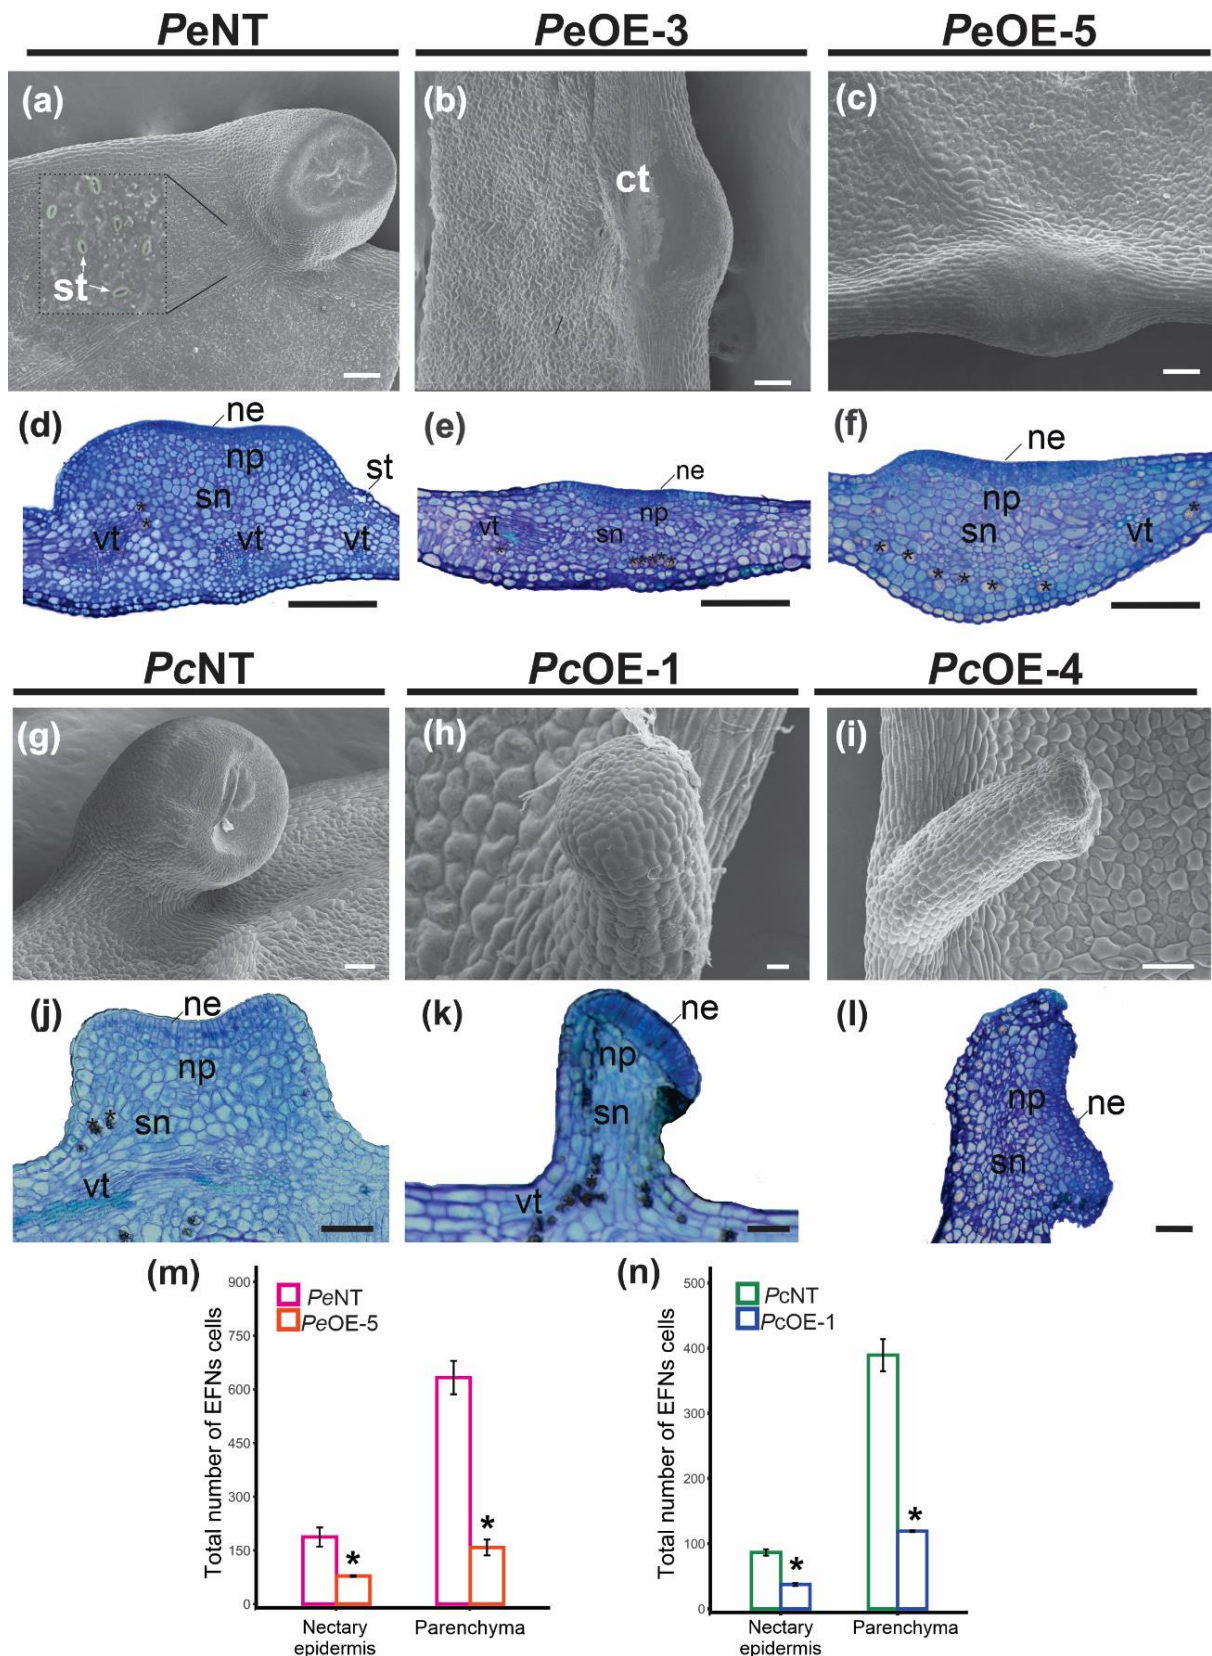 PeNT PeOE-3 PeOE-5
(a) (b) (c)
ct
st
(d) ne (e) (f) ne
np st ne
sn np np
vt vt vt vt sn sn vt
* * * * * * * * * * * * * *
PcNT PcOE-1 PcOE-4
(g) (h) (i)
(j) ne (k) ne (l)
np np np ne
sn sn sn
* *
vt vt *
(m) (n)
900
750
600
450
300
150
0
Total number of EFNs cells
PeNT
PeOE-5
* *
Nectary
epidermis
Parenchyma
500
400
300
200
100
0
Total number of EFNs cells
PcNT
PcOE-1
* *
Nectary
epidermis
Parenchyma